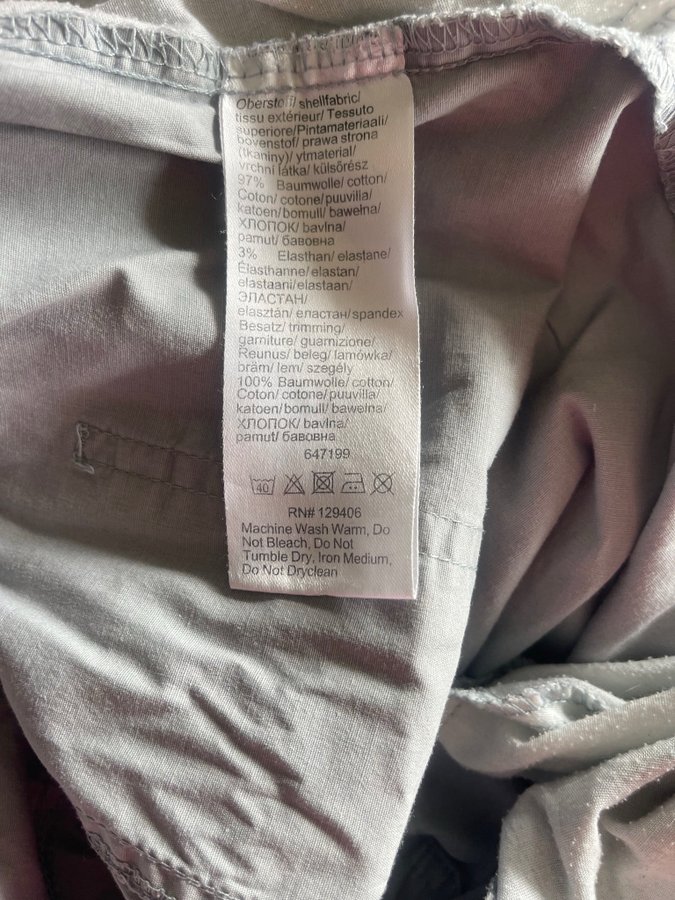 Oberstoff/ shellfabric/
tissu extérieur/ Tessuto
superiore/Pintamateriaali/
bovenstof/ prawa strona
(tkaniny)/ ytmaterial/
vrchní látka/ külsőrész
97% Baumwolle/ cotton/
Coton/ cotone/ puuvilla/
katoen/ bomull/ bawełna/
ХЛОПОК/ bavlna/
pamut/ бавовна
3% Elasthan/ elastane/
Élasthanne/ elastan/
elastaani/ elastaan/
ЭЛАСТАН/
elasztán/ еластан/ spandex
Besatz/ trimming/
garniture/ guarnizione/
Reunus/ beleg/ lamówka/
bräm/ lem/ szegély
100% Baumwolle/ cotton/
Coton/ cotone/ puuvilla/
katoen/ bomull/ bawełna/
ХЛОПОК/ bavlna/
pamut/ бавовна
647199
40
RN# 129406
Machine Wash Warm, Do
Not Bleach, Do Not
Tumble Dry, Iron Medium,
Do Not Dryclean